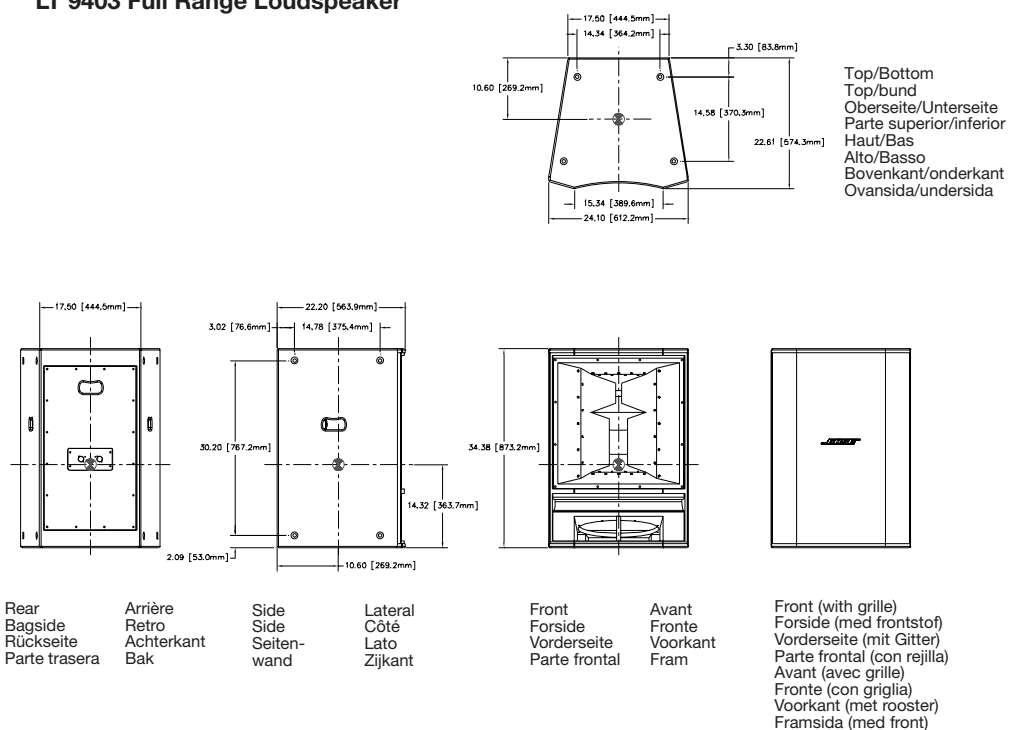 LT 9403 Full Range Loudspeaker
17.50 [444.5mm]
14.34 [364.2mm]
3.30 [83.8mm]
10.60 [269.2mm]
14.58 [370.3mm]
22.61 [574.3mm]
15.34 [389.6mm]
24.10 [612.2mm]
Top/Bottom
Top/bund
Oberseite/Unterseite
Parte superior/inferior
Haut/Bas
Alto/Basso
Bovenkant/onderkant
Ovansida/undersida
17.50 [444.5mm]
22.20 [563.9mm]
3.02 [76.6mm]
14.78 [375.4mm]
30.20 [767.2mm]
34.38 [873.2mm]
14.32 [363.7mm]
2.09 [53.0mm]
10.60 [269.2mm]
BOSE
Rear
Bagside
Rückseite
Parte trasera
Arrière
Retro
Achterkant
Bak
Side
Side
Seiten-
wand
Lateral
Côté
Lato
Zijkant
Front
Forside
Vorderseite
Parte frontal
Avant
Fronte
Voorkant
Fram
Front (with grille)
Forside (med frontstof)
Vorderseite (mit Gitter)
Parte frontal (con rejilla)
Avant (avec grille)
Fronte (con griglia)
Voorkant (met rooster)
Framsida (med front)